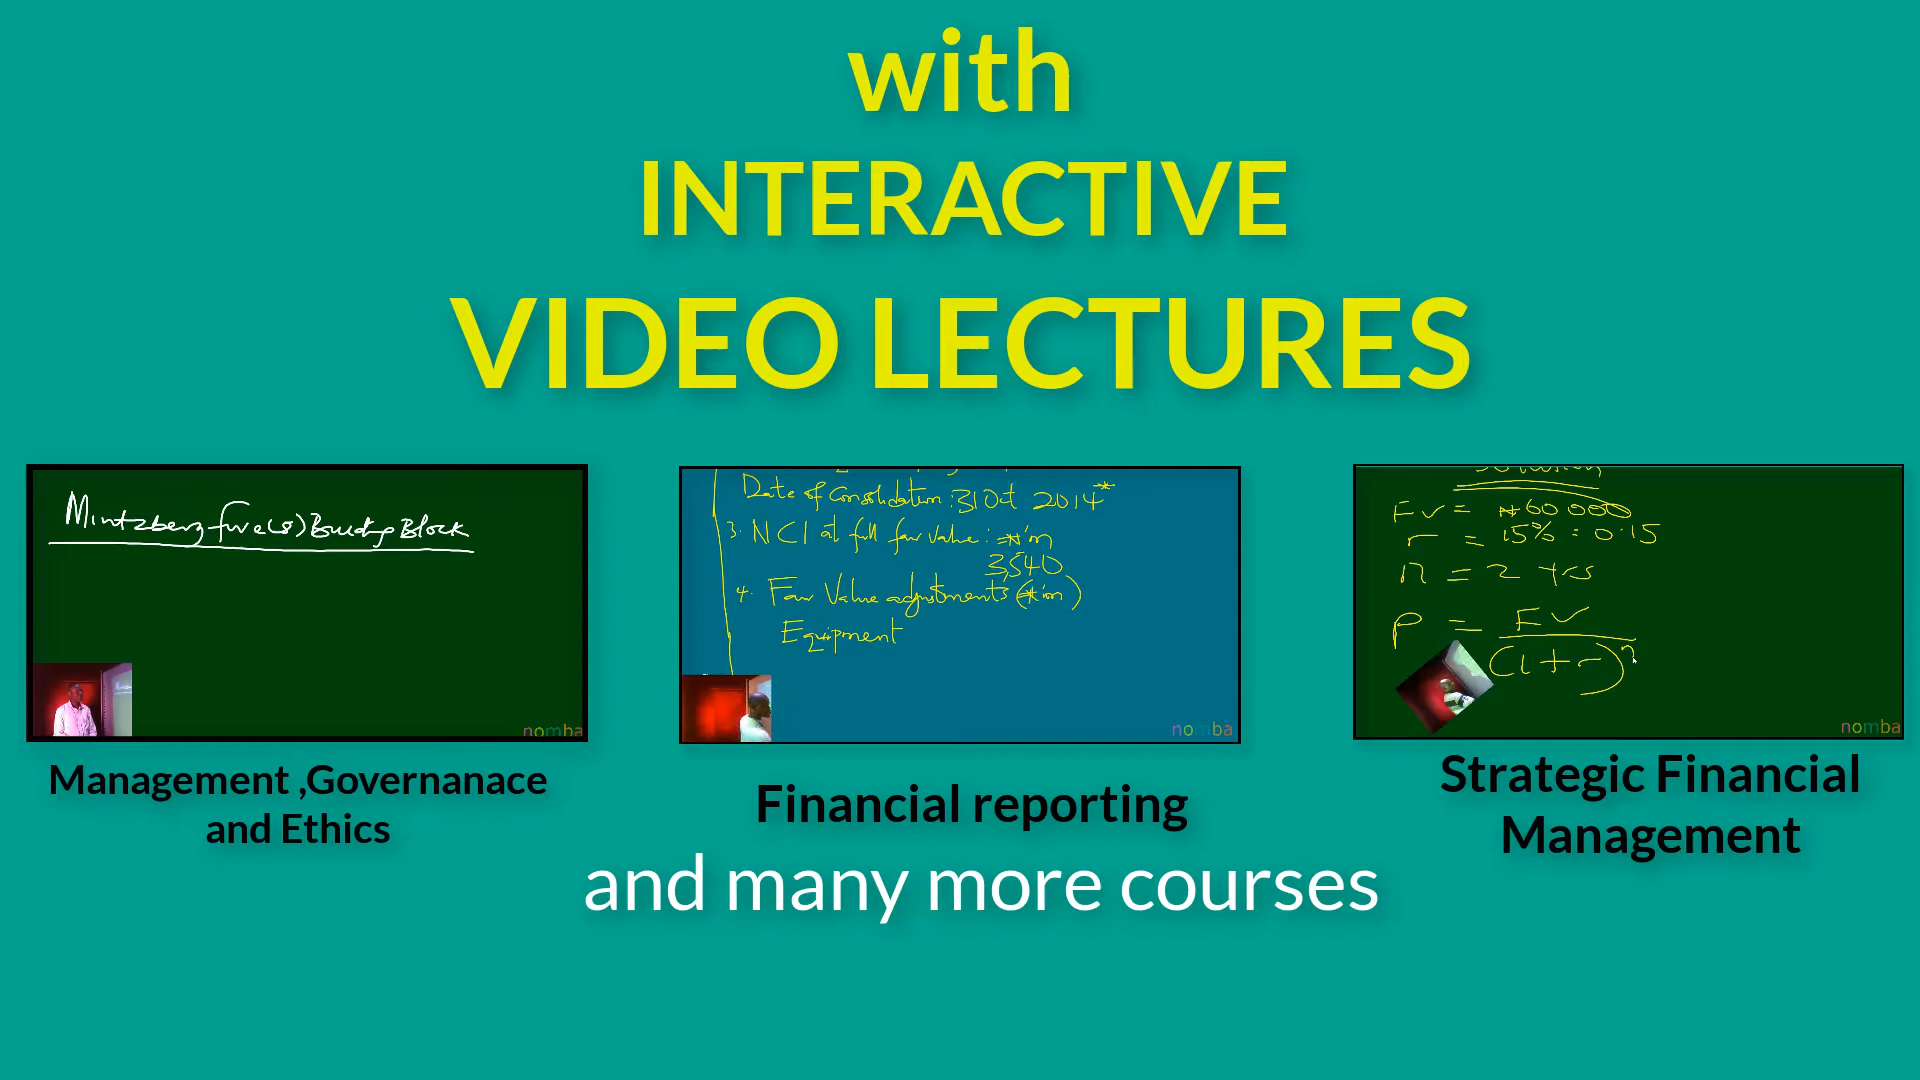 with
INTERACTIVE
VIDEO LECTURES
Mintzberg five(5) Building Block
nomba
Management ,Governanace
and Ethics
Date of Consolidation : 31 Oct 2014*
3. NCI at full fair value : ₦'m
3,540
4. Fair Value adjustments (₦'m)
Equipment
nomba
Financial reporting
Solution
FV = ₦60 000
r = 15% = 0.15
n = 2 yrs
P = FV
(1 + r)n
nomba
Strategic Financial
Management
and many more courses